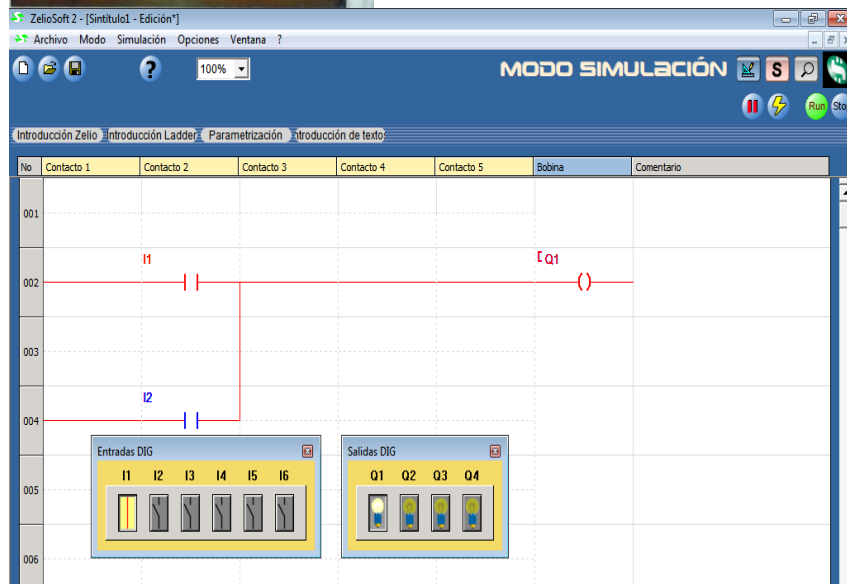 ZelioSoft 2 - [Sintítulo1 - Edición*]
Archivo Modo Simulación Opciones Ventana ?
? 100% MODO SIMULACIÓN S
Run Sto
Introducción Zelio ntroducción Ladder Parametrización ntroducción de textos
No Contacto 1 Contacto 2 Contacto 3 Contacto 4 Contacto 5 Bobina Comentario
001
I1 [Q1
002
003
I2
004
Entradas DIG
I1 I2 I3 I4 I5 I6
Salidas DIG
Q1 Q2 Q3 Q4
005
006